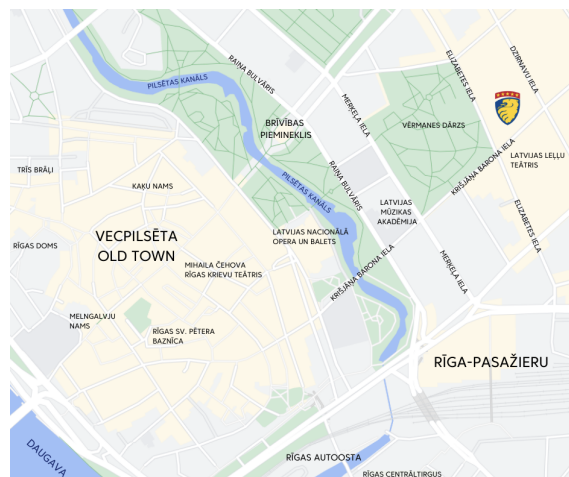 PILSĒTAS KANĀLS
RAIŅA BULVĀRIS
ELIZABETES IELA
DZIRNAVU IELA
MERĶEĻA IELA
BRĪVĪBAS
PIEMINEKLIS
VĒRMANES DĀRZS
KRIŠJĀŅA BARONA IELA
LATVIJAS LEĻĻU
TEĀTRIS
TRĪS BRĀĻI
KAĶU NAMS
PILSĒTAS KANĀLS
RAIŅA BULVĀRIS
LATVIJAS
MŪZIKAS
AKADĒMIJA
ELIZABETES IELA
RĪGAS DOMS
VECPILSĒTA
OLD TOWN
LATVIJAS NACIONĀLĀ
OPERA UN BALETS
MIHAILA ČEHOVA
RĪGAS KRIEVU TEĀTRIS
KRIŠJĀŅA BARONA IELA
MERĶEĻA IELA
MELNGALVJU
NAMS
RĪGAS SV. PĒTERA
BAZNĪCA
RĪGA-PASAŽIERU
DAUGAVA
RĪGAS AUTOOSTA
RĪGAS CENTRĀLTIRGUS